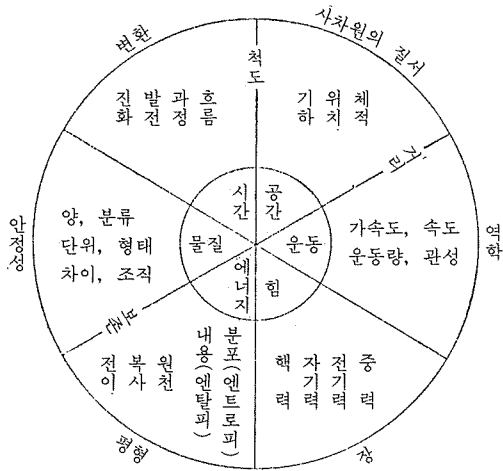 변환
사차원의 질서
척도
진화 발전 과정 흐름
기하 위치 체적
거리
시간
공간
안정성
양, 분류
단위, 형태
차이, 조직
물질
운동
가속도, 속도
운동량, 관성
역학
에너지
힘
보존
전이 복사 원천
내용(엔탈피)
분포(엔트로피)
핵력 자기력 전기력 중력
평형
장